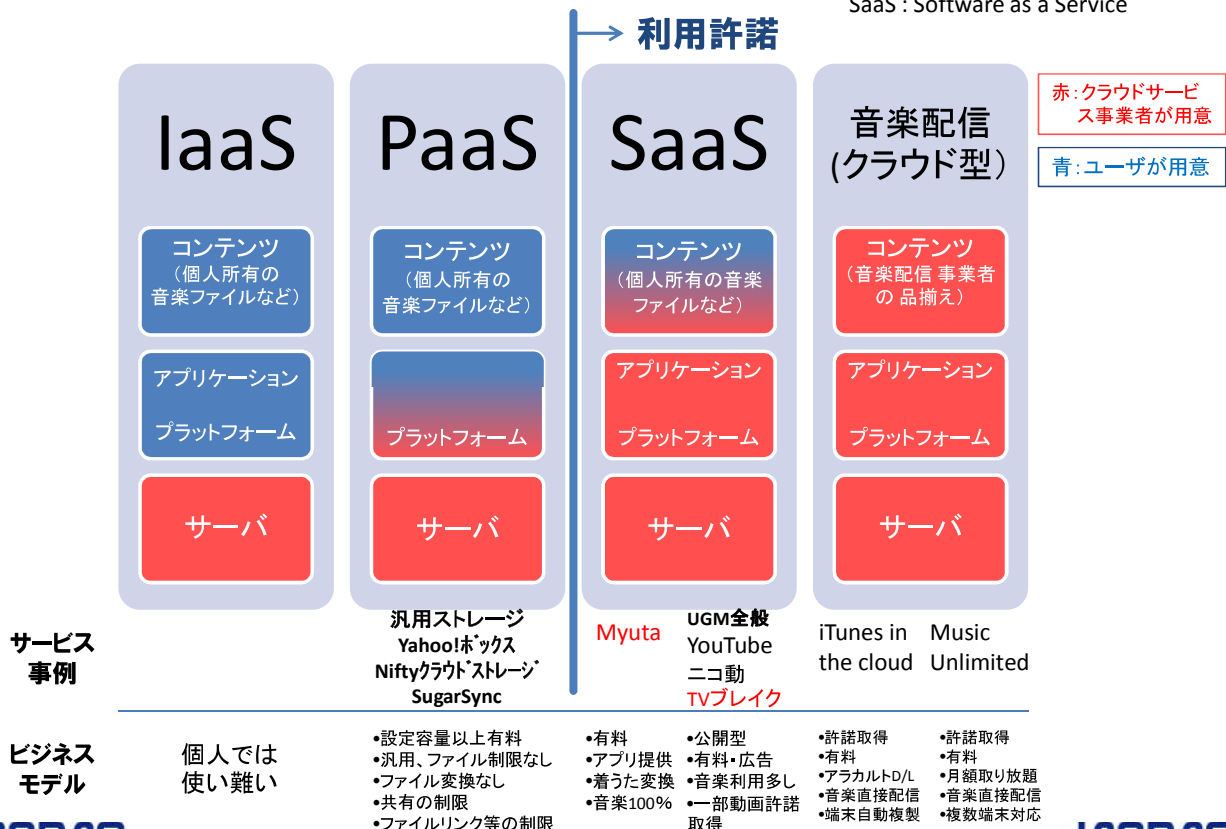 SaaS : Software as a Service
利用許諾
赤：クラウドサービ
ス事業者が用意
青：ユーザが用意
IaaS
コンテンツ
（個人所有の
音楽ファイルなど）
アプリケーション
プラットフォーム
サーバ
PaaS
コンテンツ
（個人所有の
音楽ファイルなど）
プラットフォーム
サーバ
SaaS
コンテンツ
（個人所有の音楽
ファイルなど）
アプリケーション
プラットフォーム
サーバ
音楽配信
(クラウド型）
コンテンツ
（音楽配信 事業者
の 品揃え）
アプリケーション
プラットフォーム
サーバ
サービス
事例
汎用ストレージ
Yahoo!ﾎﾞｯｸｽ
Niftyｸﾗｳﾄﾞｽﾄﾚｰｼﾞ
SugarSync
Myuta
UGM全般
YouTube
ニコ動
TVブレイク
iTunes in
the cloud
Music
Unlimited
ビジネス
モデル
個人では
使い難い
•設定容量以上有料
•汎用、ファイル制限なし
•ファイル変換なし
•共有の制限
•ファイルリンク等の制限
•有料
•アプリ提供
•着うた変換
•音楽100%
•公開型
•有料・広告
•音楽利用多し
•一部動画許諾
取得
•許諾取得
•有料
•アラカルトD/L
•音楽直接配信
•端末自動複製
•許諾取得
•有料
•月額取り放題
•音楽直接配信
•複数端末対応